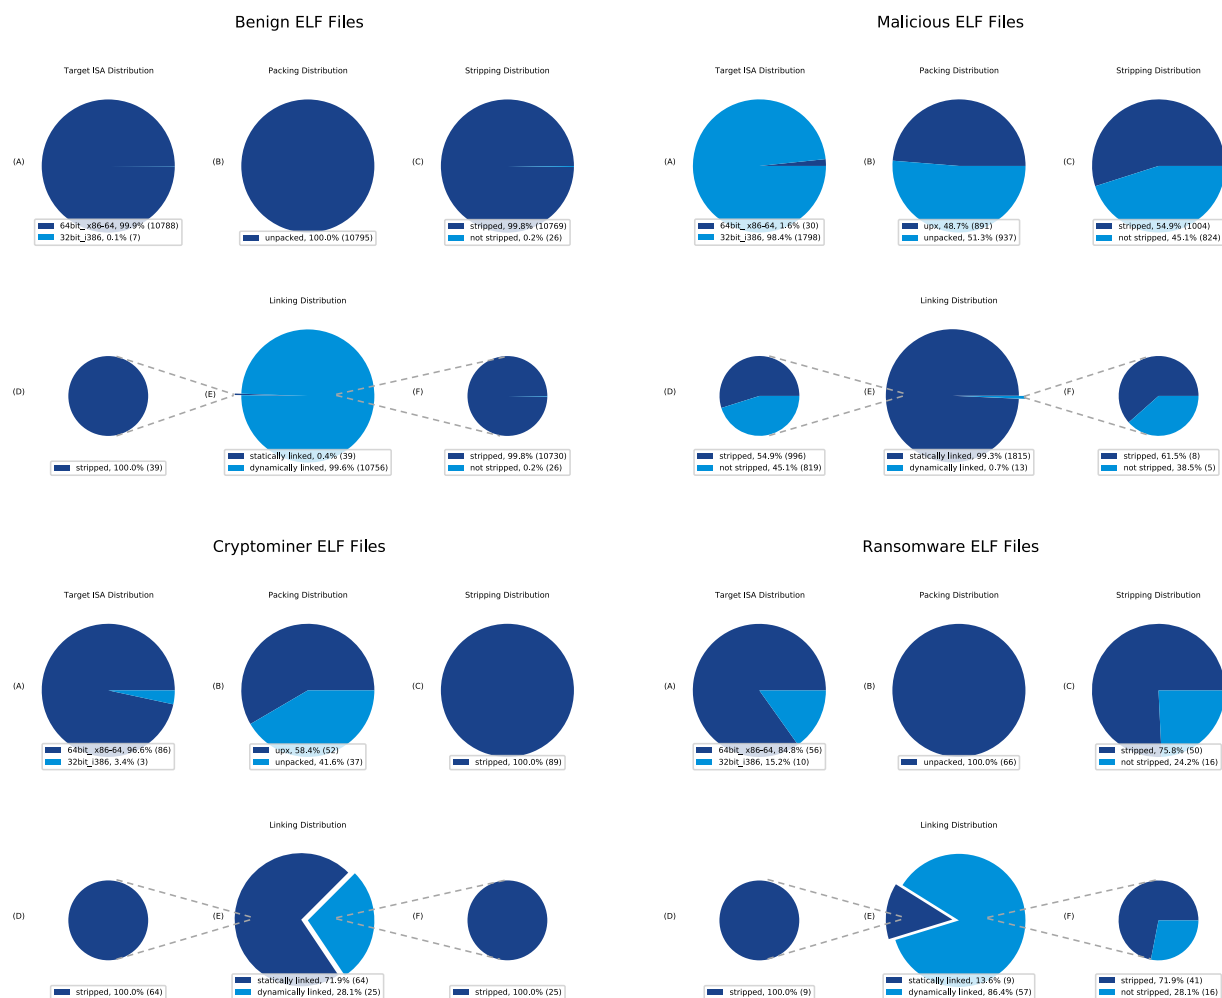 Benign ELF Files
Target ISA Distribution
Packing Distribution
Stripping Distribution
(A)
(B)
(C)
64bit_ x86-64, 99.9% (10788)
32bit_i386, 0.1% (7)
unpacked, 100.0% (10795)
stripped, 99.8% (10769)
not stripped, 0.2% (26)
Linking Distribution
(D)
(E)
(F)
stripped, 100.0% (39)
statically linked, 0.4% (39)
dynamically linked, 99.6% (10756)
stripped, 99.8% (10730)
not stripped, 0.2% (26)
Malicious ELF Files
Target ISA Distribution
Packing Distribution
Stripping Distribution
(A)
(B)
(C)
64bit_ x86-64, 1.6% (30)
32bit_i386, 98.4% (1798)
upx, 48.7% (891)
unpacked, 51.3% (937)
stripped, 54.9% (1004)
not stripped, 45.1% (824)
Linking Distribution
(D)
(E)
(F)
stripped, 54.9% (996)
not stripped, 45.1% (819)
statically linked, 99.3% (1815)
dynamically linked, 0.7% (13)
stripped, 61.5% (8)
not stripped, 38.5% (5)
Cryptominer ELF Files
Target ISA Distribution
Packing Distribution
Stripping Distribution
(A)
(B)
(C)
64bit_ x86-64, 96.6% (86)
32bit_i386, 3.4% (3)
upx, 58.4% (52)
unpacked, 41.6% (37)
stripped, 100.0% (89)
Linking Distribution
(D)
(E)
(F)
stripped, 100.0% (64)
statically linked, 71.9% (64)
dynamically linked, 28.1% (25)
stripped, 100.0% (25)
Ransomware ELF Files
Target ISA Distribution
Packing Distribution
Stripping Distribution
(A)
(B)
(C)
64bit_ x86-64, 84.8% (56)
32bit_i386, 15.2% (10)
unpacked, 100.0% (66)
stripped, 75.8% (50)
not stripped, 24.2% (16)
Linking Distribution
(D)
(E)
(F)
stripped, 100.0% (9)
statically linked, 13.6% (9)
dynamically linked, 86.4% (57)
stripped, 71.9% (41)
not stripped, 28.1% (16)